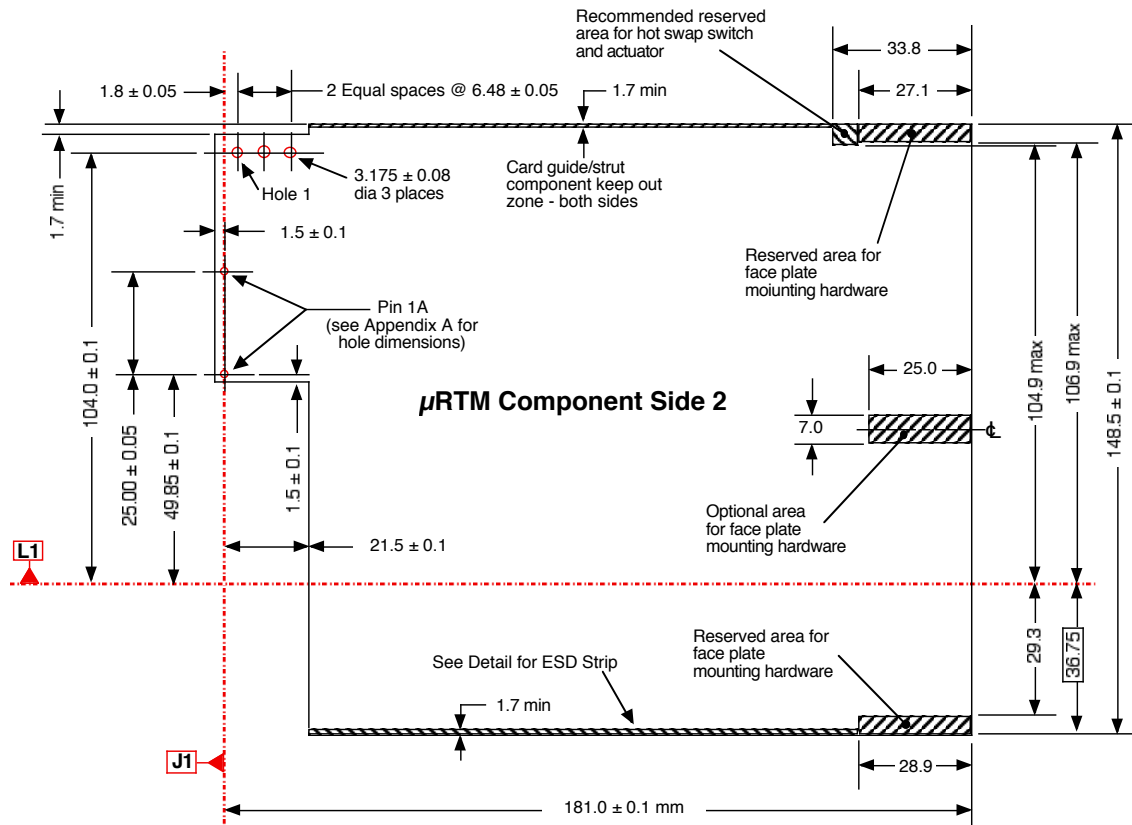 Recommended reserved
area for hot swap switch
and actuator
33.8
1.8 ± 0.05
2 Equal spaces @ 6.48 ± 0.05
1.7 min
27.1
Hole 1
3.175 ± 0.08
dia 3 places
Card guide/strut
component keep out
zone - both sides
1.7 min
1.5 ± 0.1
Reserved area for
face plate
moiunting hardware
Pin 1A
(see Appendix A for
hole dimensions)
104.0 ± 0.1
25.00 ± 0.05
49.85 ± 0.1
1.5 ± 0.1
µRTM Component Side 2
25.0
7.0
℄
104.9 max
106.9 max
148.5 ± 0.1
Optional area
for face plate
mounting hardware
21.5 ± 0.1
L1
Reserved area for
face plate
mounting hardware
29.3
36.75
See Detail for ESD Strip
1.7 min
J1
28.9
181.0 ± 0.1 mm